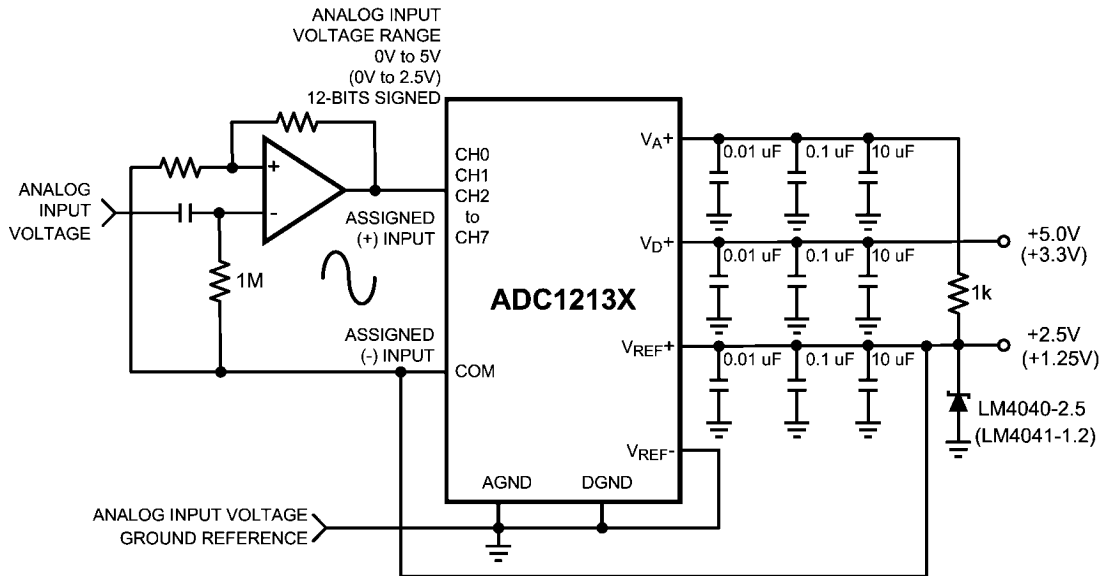 ANALOG INPUT
VOLTAGE RANGE
0V to 5V
(0V to 2.5V)
12-BITS SIGNED
+
-
ANALOG
INPUT
VOLTAGE
1M
ASSIGNED
(+) INPUT
ASSIGNED
(-) INPUT
CH0
CH1
CH2
to
CH7
COM
ADC1213X
VA+
VD+
VREF+
VREF-
AGND DGND
0.01 uF 0.1 uF 10 uF
0.01 uF 0.1 uF 10 uF
0.01 uF 0.1 uF 10 uF
+5.0V
(+3.3V)
1k
+2.5V
(+1.25V)
LM4040-2.5
(LM4041-1.2)
ANALOG INPUT VOLTAGE
GROUND REFERENCE